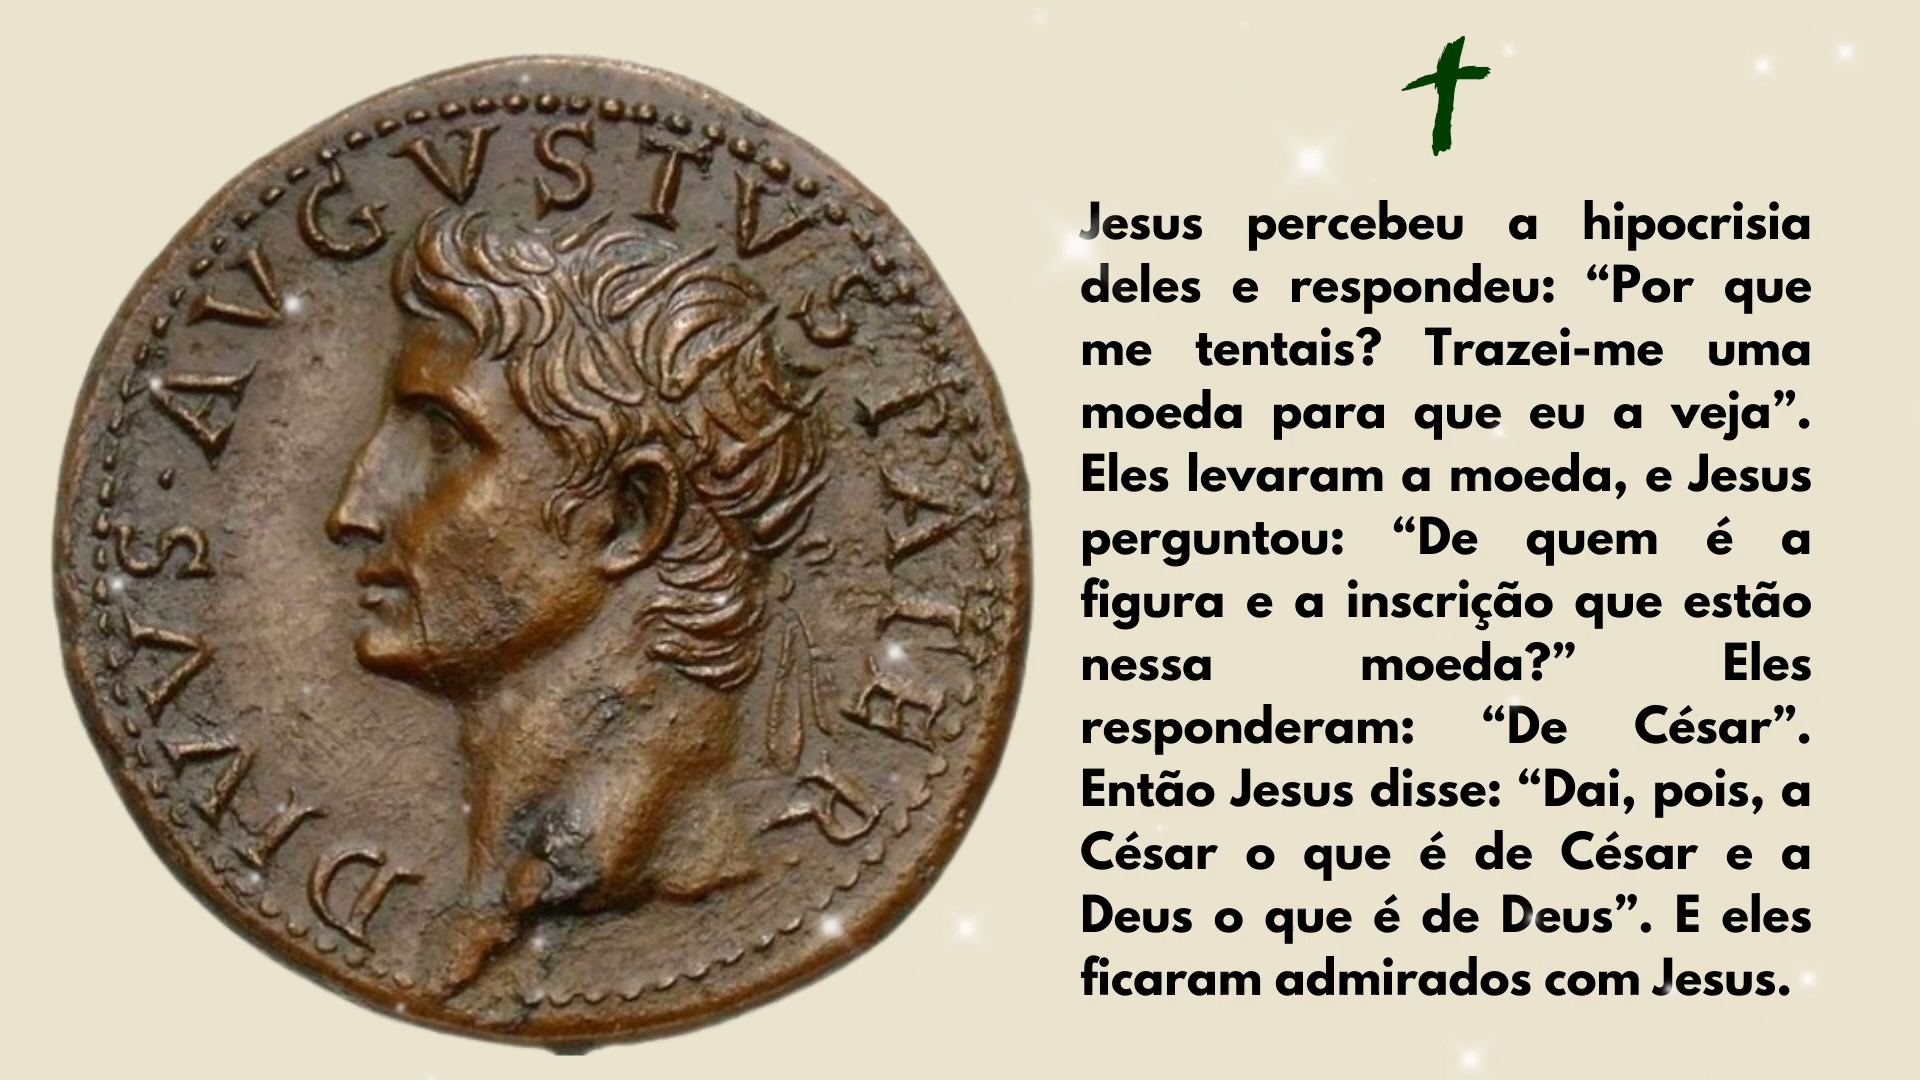 DIVVS·AVGVSTVS PATER
Jesus percebeu a hipocrisia
deles e respondeu: “Por que
me tentais? Trazei-me uma
moeda para que eu a veja”.
Eles levaram a moeda, e Jesus
perguntou: “De quem é a
figura e a inscrição que estão
nessa moeda?” Eles
responderam: “De César”.
Então Jesus disse: “Dai, pois, a
César o que é de César e a
Deus o que é de Deus”. E eles
ficaram admirados com Jesus.